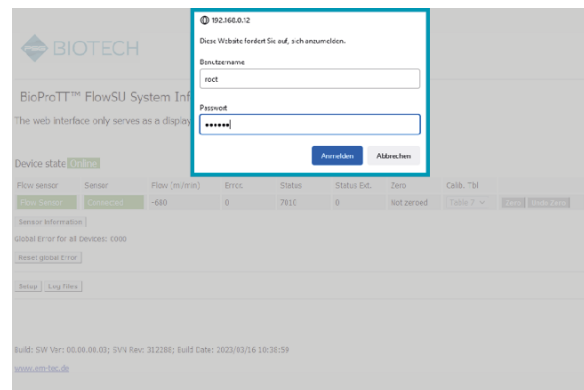 192.168.0.12
Diese Website fordert Sie auf, sich anzumelden.
Benutzername
root
Passwort
••••••
Anmelden Abbrechen
BIOTECH
BioProTT™ FlowSU System Inf
The web interface only serves as a display
Device state Online
Flow sensor Sensor Flow (m/min) Error Status Status Ext. Zero Calib. Tbl
Flow Sensor Connected -680 0 7010 0 Not zeroed Table 7 Zero Undo Zero
Sensor Information
Global Error for all Devices: 0000
Reset global Error
Setup Log Files
Build: SW Ver: 00.00.00.03; SVN Rev: 312280; Build Date: 2023/03/16 10:38:59
www.em-tec.de